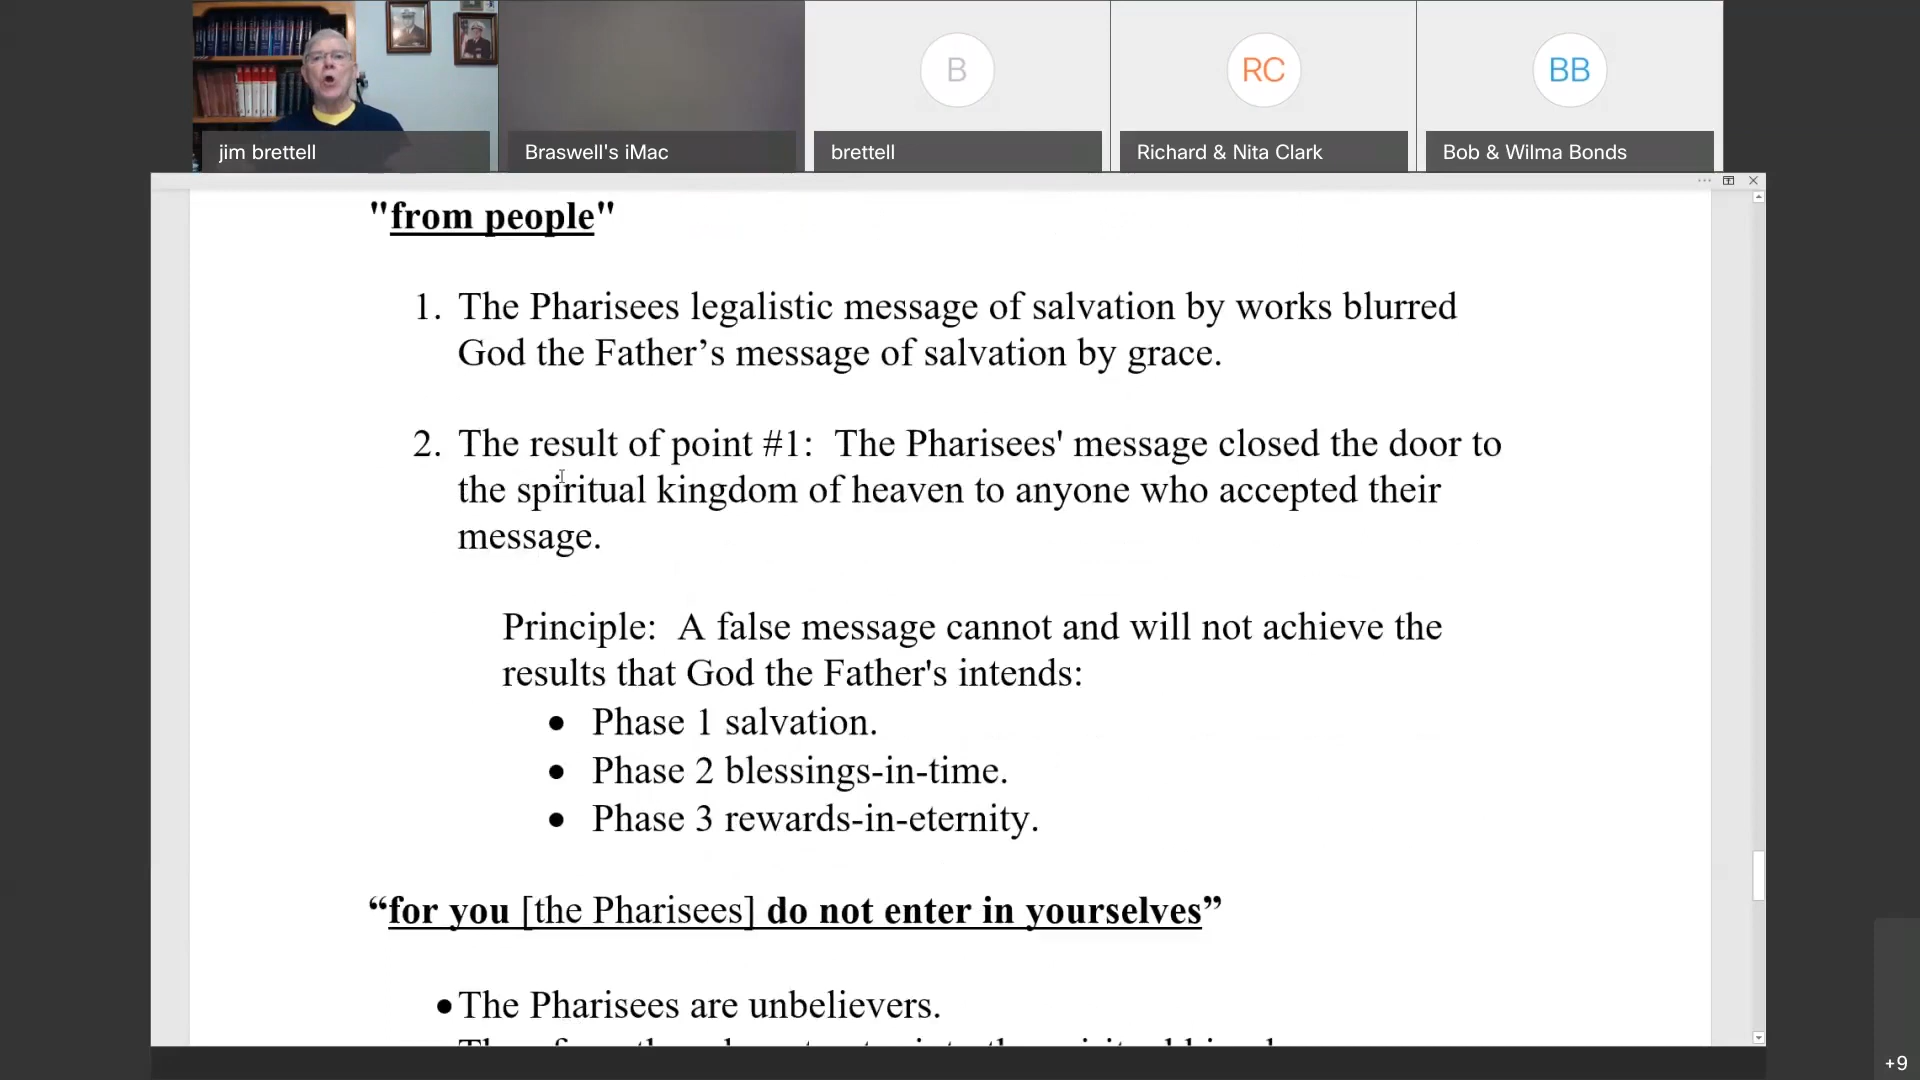 B
RC
BB
jim brettell
Braswell's iMac
brettell
Richard & Nita Clark
Bob & Wilma Bonds
"from people"
1. The Pharisees legalistic message of salvation by works blurred
God the Father’s message of salvation by grace.
2. The result of point #1: The Pharisees' message closed the door to
the spiritual kingdom of heaven to anyone who accepted their
message.
Principle: A false message cannot and will not achieve the
results that God the Father's intends:
• Phase 1 salvation.
• Phase 2 blessings-in-time.
• Phase 3 rewards-in-eternity.
“for you [the Pharisees] do not enter in yourselves”
• The Pharisees are unbelievers.
+9